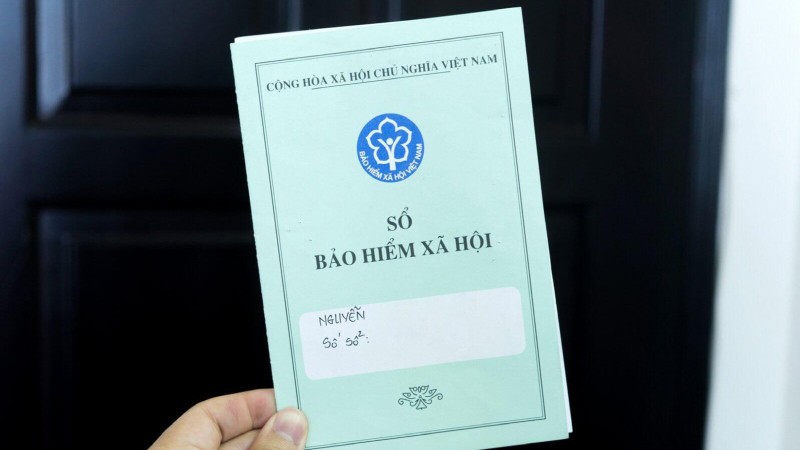 CỘNG HÒA XÃ HỘI CHỦ NGHĨA VIỆT NAM
BẢO HIỂM XÃ HỘI VIỆT NAM
SỔ
BẢO HIỂM XÃ HỘI
NGUYỄN
Số sổ: